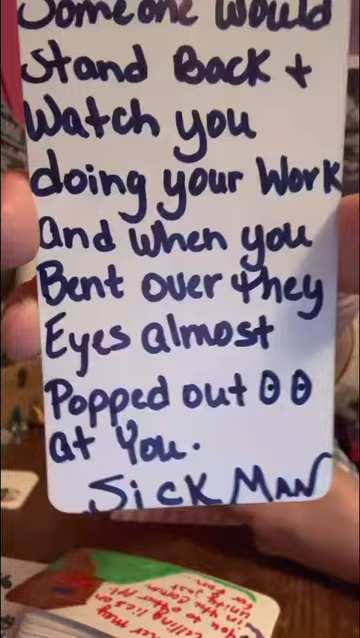 Someone Would
Stand Back +
Watch you
doing your Work
and when you
Bent over they
Eyes almost
Popped out
at You.
SICK MAN